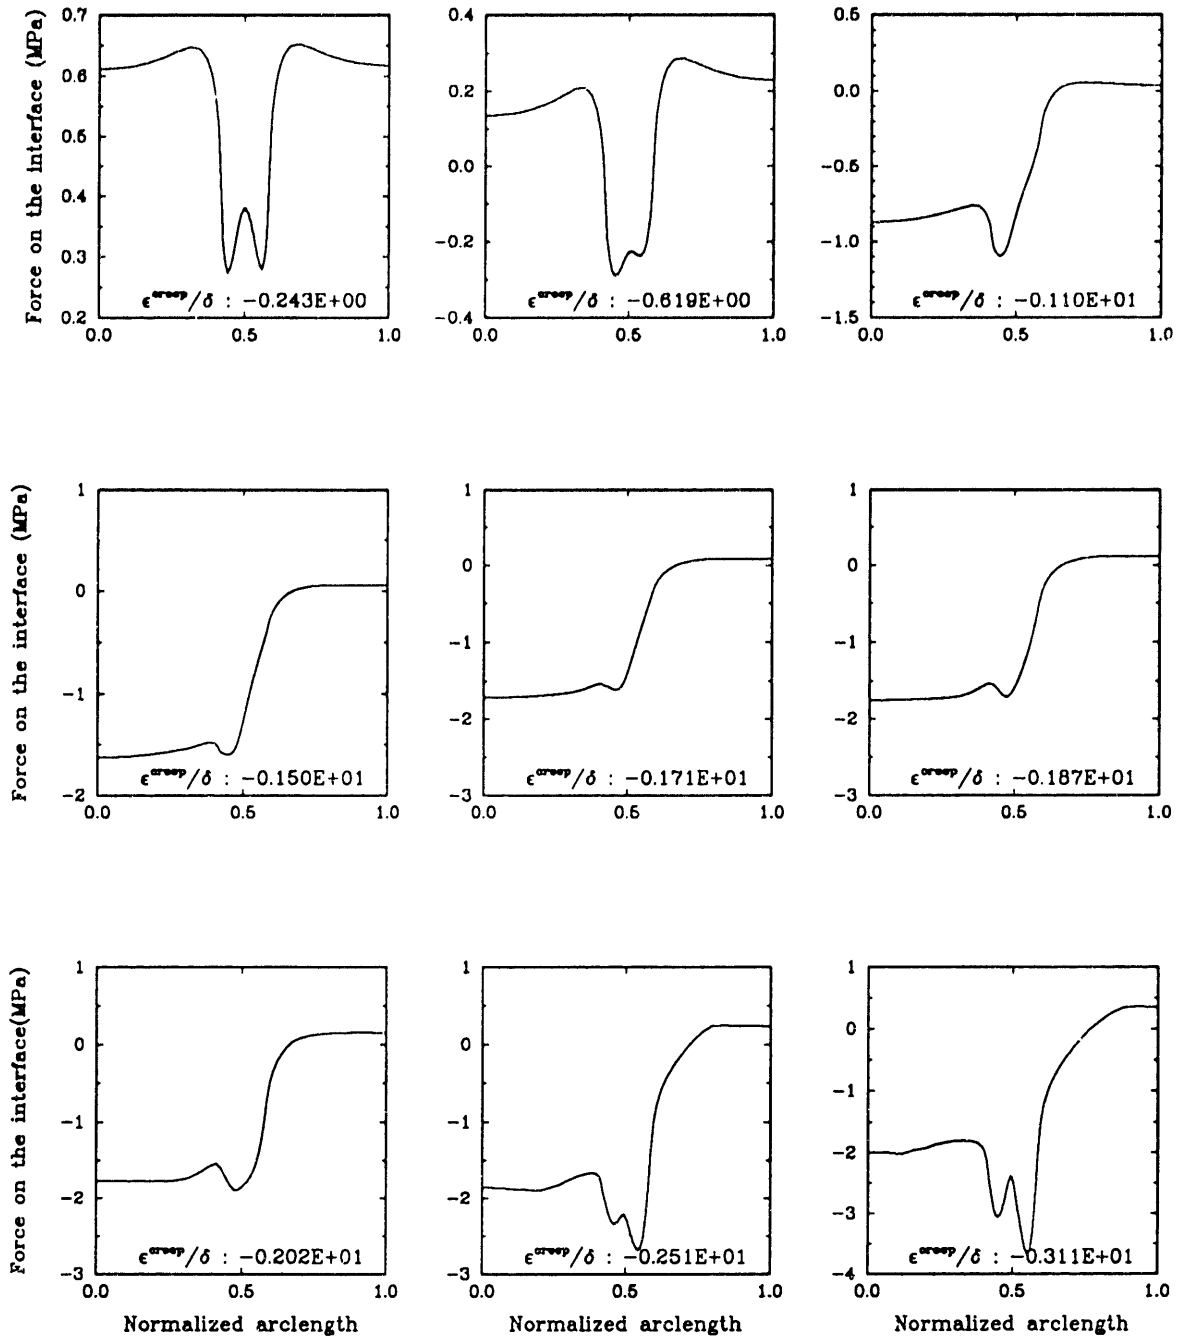 Force on the interface (MPa)
0.7
0.6
0.5
0.4
0.3
0.2
ϵᶜʳᵉᵉᵖ/δ : −0.243E+00
0.0 0.5 1.0
0.4
0.2
0.0
−0.2
−0.4
ϵᶜʳᵉᵉᵖ/δ : −0.619E+00
0.0 0.5 1.0
0.5
0.0
−0.5
−1.0
−1.5
ϵᶜʳᵉᵉᵖ/δ : −0.110E+01
0.0 0.5 1.0
Force on the interface (MPa)
1
0
−1
−2
ϵᶜʳᵉᵉᵖ/δ : −0.150E+01
0.0 0.5 1.0
1
0
−1
−2
−3
ϵᶜʳᵉᵉᵖ/δ : −0.171E+01
0.0 0.5 1.0
1
0
−1
−2
−3
ϵᶜʳᵉᵉᵖ/δ : −0.187E+01
0.0 0.5 1.0
Force on the interface(MPa)
1
0
−1
−2
−3
ϵᶜʳᵉᵉᵖ/δ : −0.202E+01
0.0 0.5 1.0
Normalized arclength
1
0
−1
−2
−3
ϵᶜʳᵉᵉᵖ/δ : −0.251E+01
0.0 0.5 1.0
Normalized arclength
1
0
−1
−2
−3
−4
ϵᶜʳᵉᵉᵖ/δ : −0.311E+01
0.0 0.5 1.0
Normalized arclength